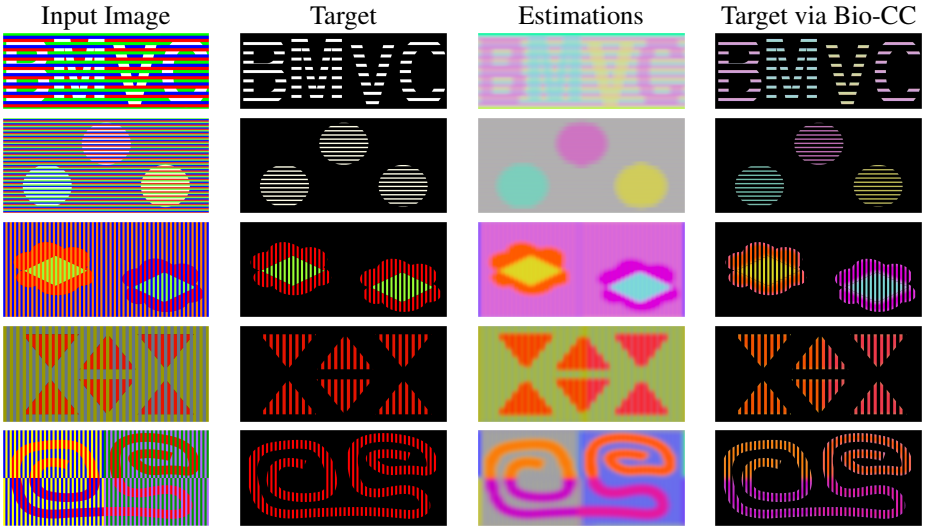 Input Image Target Estimations Target via Bio-CC
BMVC BMVC BMVC BMVC